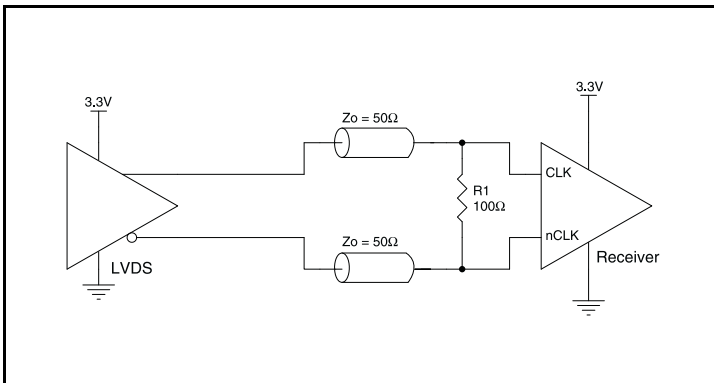 3.3V
3.3V
Zo = 50Ω
CLK
R1
100Ω
nCLK
Zo = 50Ω
Receiver
LVDS